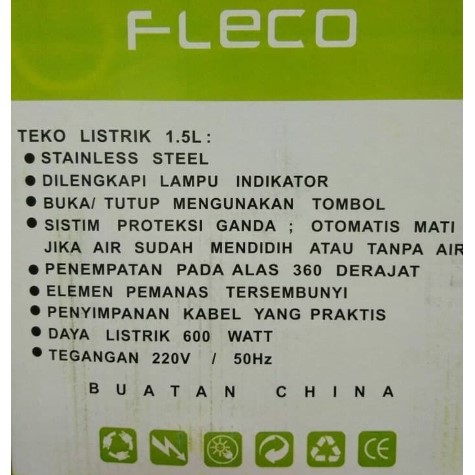 FLeCO
TEKO LISTRIK 1.5L :
● STAINLESS STEEL
● DILENGKAPI LAMPU INDIKATOR
● BUKA/ TUTUP MENGUNAKAN TOMBOL
● SISTIM PROTEKSI GANDA ; OTOMATIS MATI
JIKA AIR SUDAH MENDIDIH ATAU TANPA AIR
● PENEMPATAN PADA ALAS 360 DERAJAT
● ELEMEN PEMANAS TERSEMBUNYI
● PENYIMPANAN KABEL YANG PRAKTIS
● DAYA LISTRIK 600 WATT
● TEGANGAN 220V / 50Hz
BUATAN CHINA
CE